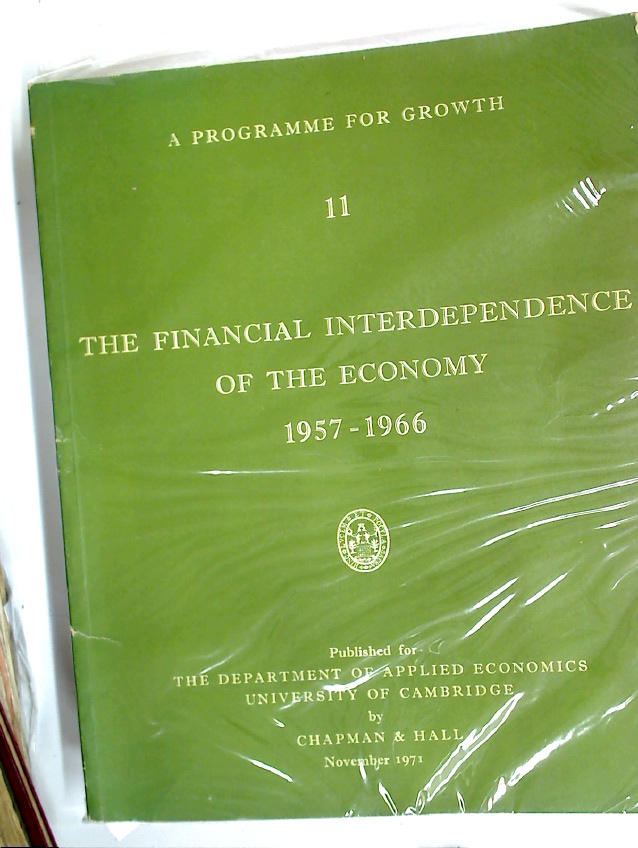 A PROGRAMME FOR GROWTH
11
THE FINANCIAL INTERDEPENDENCE
OF THE ECONOMY
1957-1966
Published for
THE DEPARTMENT OF APPLIED ECONOMICS
UNIVERSITY OF CAMBRIDGE
by
CHAPMAN & HALL
November 1971